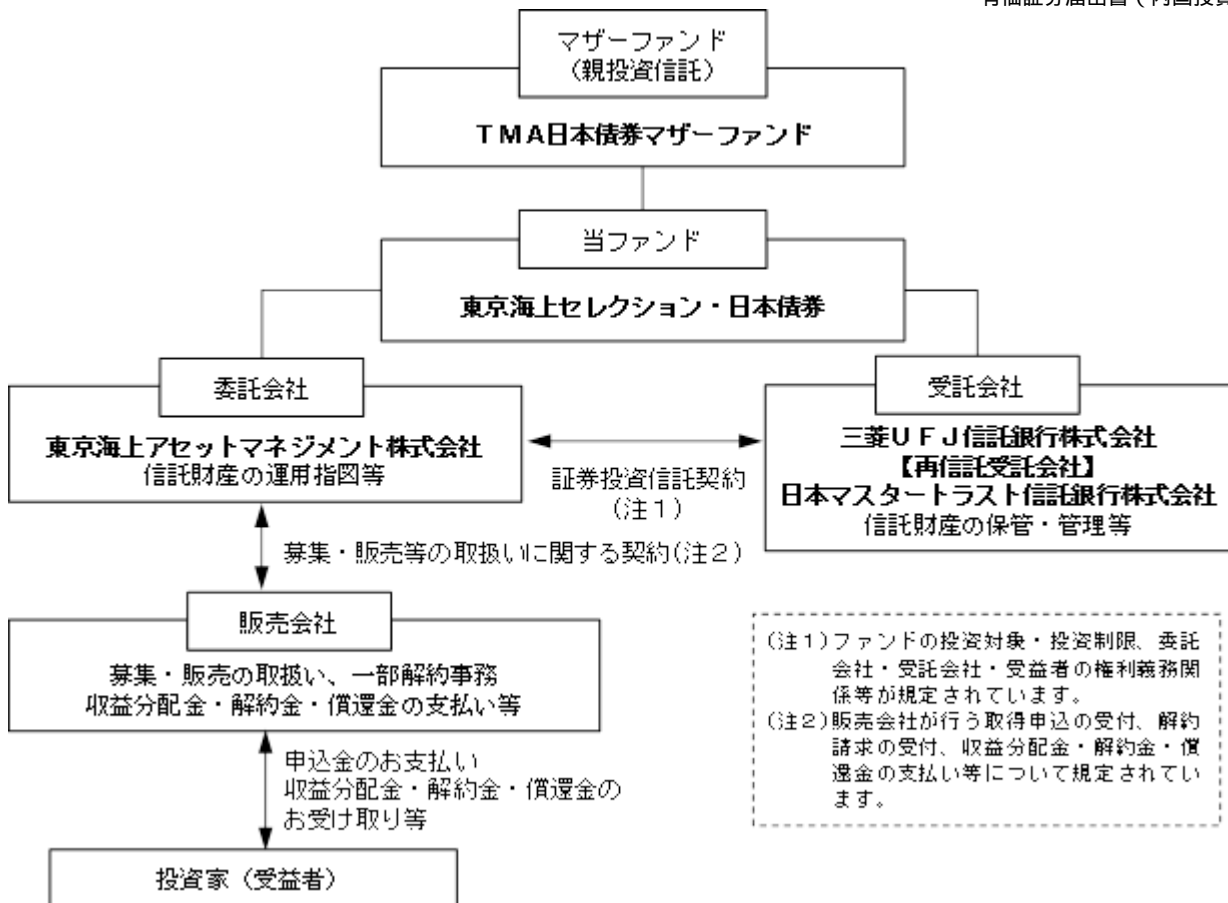 有価証券届出書(内国投資
マザーファンド
(親投資信託)
TMA日本債券マザーファンド
当ファンド
東京海上セレクション・日本債券
委託会社
東京海上アセットマネジメント株式会社
信託財産の運用指図等
証券投資信託契約
(注1)
受託会社
三菱UFJ信託銀行株式会社
【再信託受託会社】
日本マスタートラスト信託銀行株式会社
信託財産の保管・管理等
募集・販売等の取扱いに関する契約(注2)
販売会社
募集・販売の取扱い、一部解約事務
収益分配金・解約金・償還金の支払い等
(注1)ファンドの投資対象・投資制限、委託
会社・受託会社・受益者の権利義務関
係等が規定されています。
(注2)販売会社が行う取得申込の受付、解約
請求の受付、収益分配金・解約金・償
還金の支払い等について規定されてい
ます。
申込金のお支払い
収益分配金・解約金・償還金の
お受け取り等
投資家(受益者)